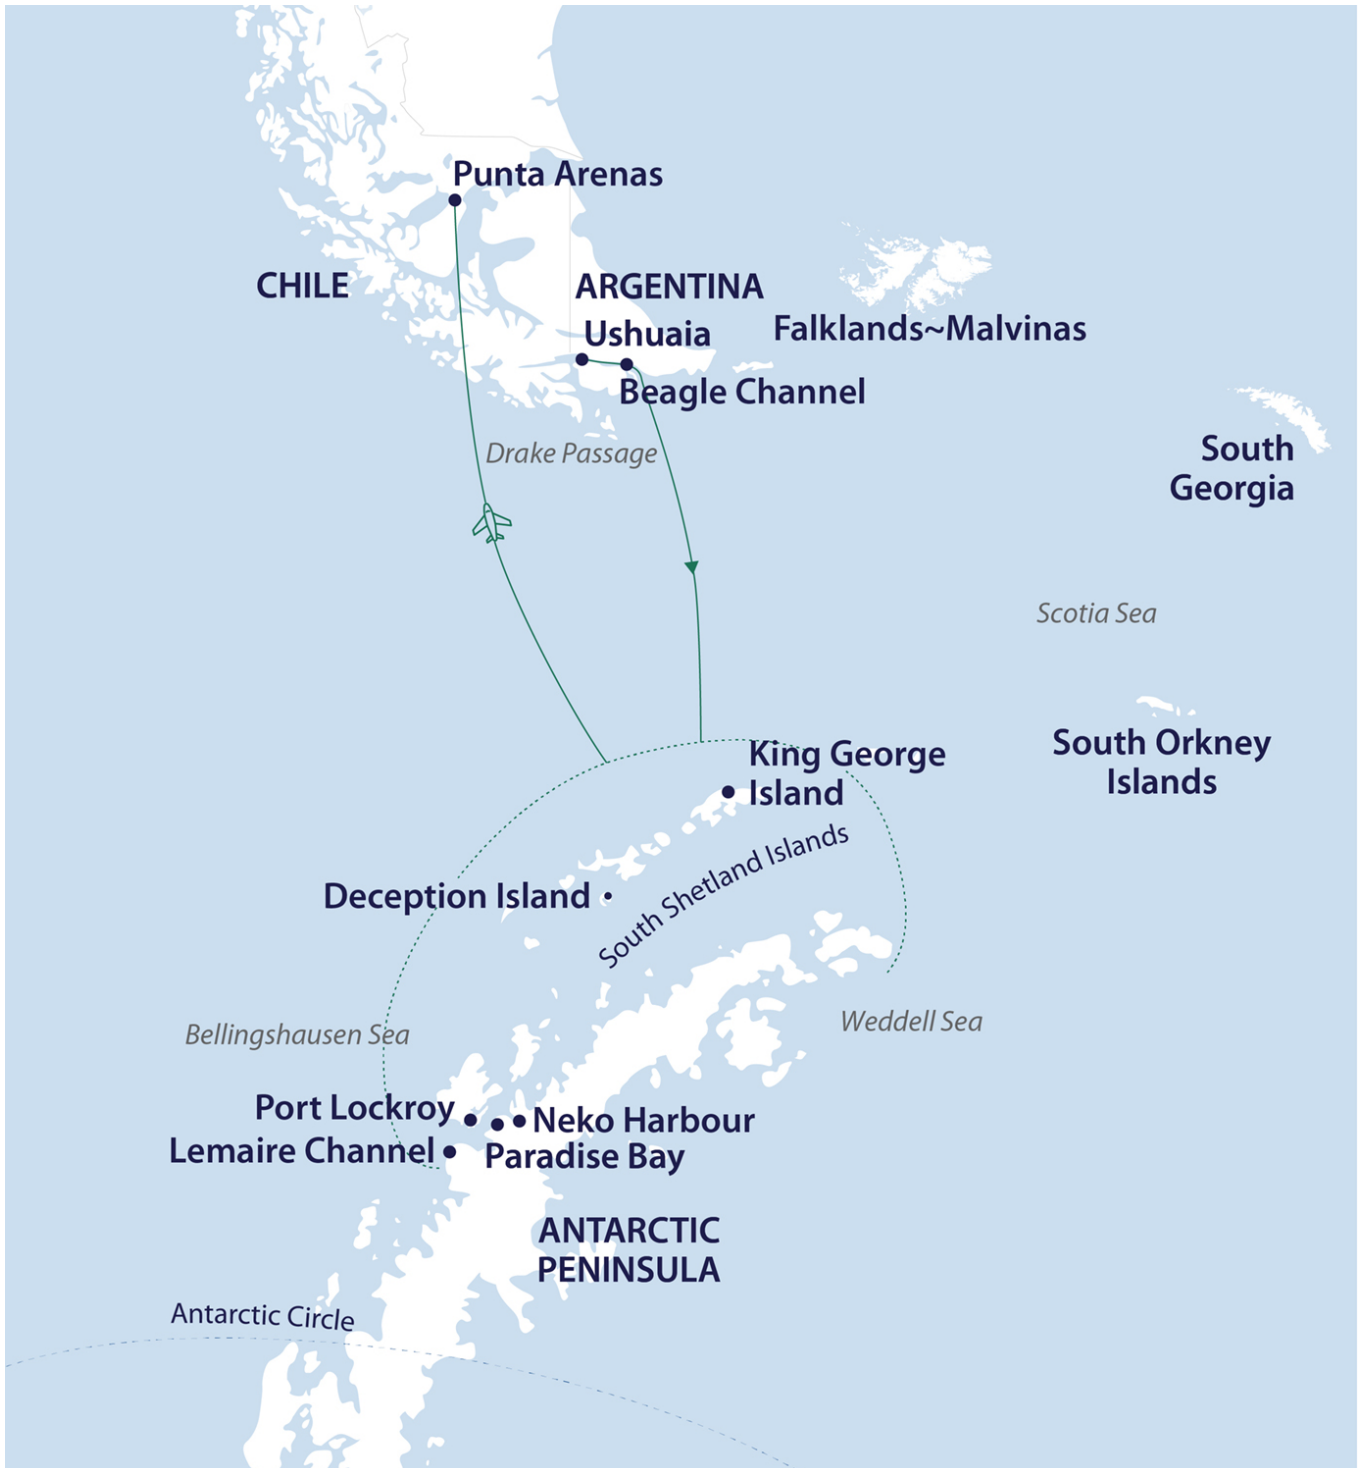 Punta Arenas
CHILE
ARGENTINA
Ushuaia
Falklands~Malvinas
Beagle Channel
Drake Passage
South
Georgia
Scotia Sea
King George
Island
South Orkney
Islands
South Shetland Islands
Deception Island
Bellingshausen Sea
Weddell Sea
Port Lockroy
Neko Harbour
Lemaire Channel
Paradise Bay
ANTARCTIC
PENINSULA
Antarctic Circle